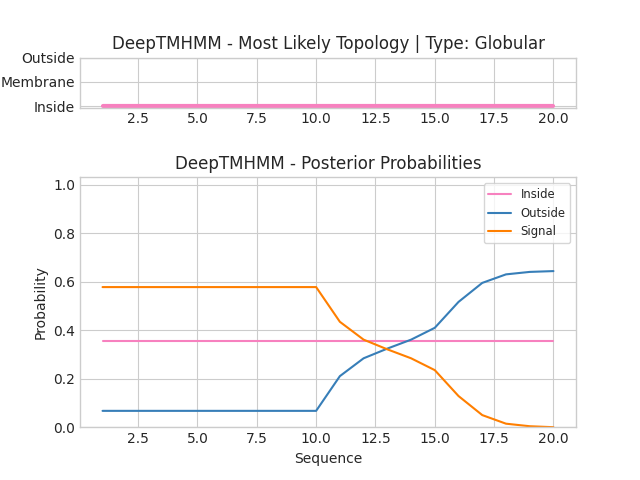 DeepTMHMM - Most Likely Topology | Type: Globular
Outside
Membrane
Inside
2.5 5.0 7.5 10.0 12.5 15.0 17.5 20.0
DeepTMHMM - Posterior Probabilities
1.0
0.8
0.6
0.4
0.2
0.0
Probability
Inside
Outside
Signal
2.5 5.0 7.5 10.0 12.5 15.0 17.5 20.0
Sequence